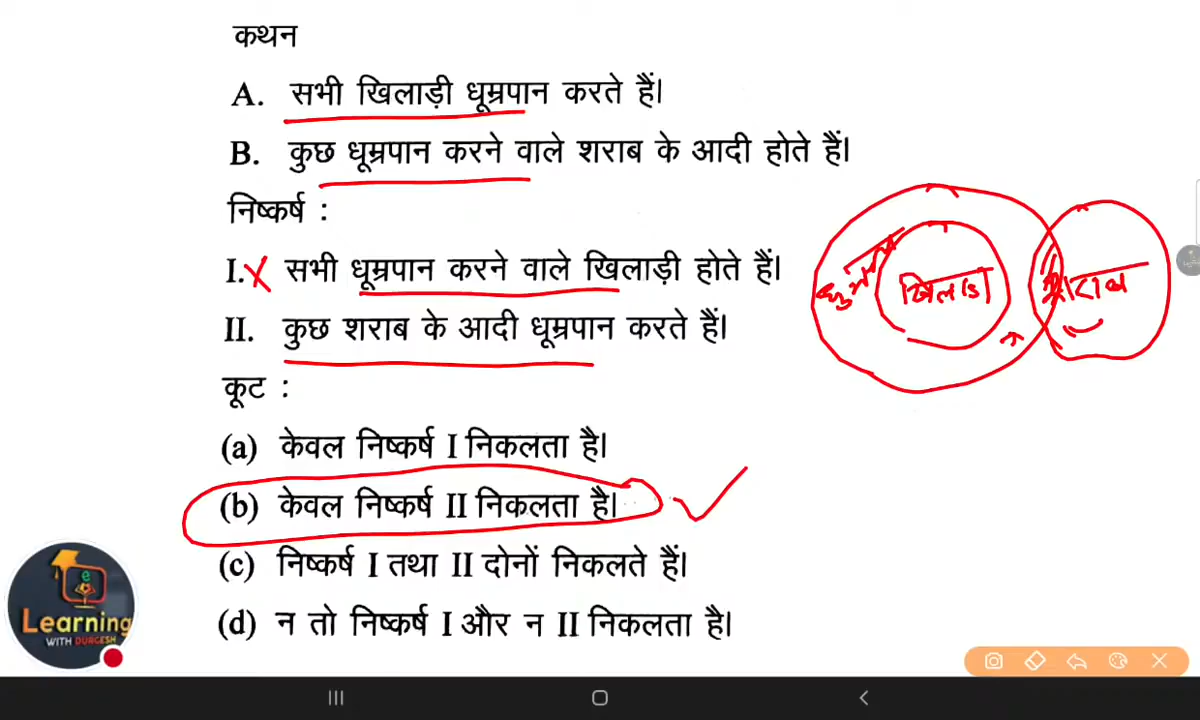 कथन
A. सभी खिलाड़ी धूम्रपान करते हैं।
B. कुछ धूम्रपान करने वाले शराब के आदी होते हैं।
निष्कर्ष :
I. X सभी धूम्रपान करने वाले खिलाड़ी होते हैं।
II. कुछ शराब के आदी धूम्रपान करते हैं।
कूट :
(a) केवल निष्कर्ष I निकलता है।
(b) केवल निष्कर्ष II निकलता है।
(c) निष्कर्ष I तथा II दोनों निकलते हैं।
(d) न तो निष्कर्ष I और न II निकलता है।
खिलाड़ी
शराब
e
Learning
WITH DURGESH